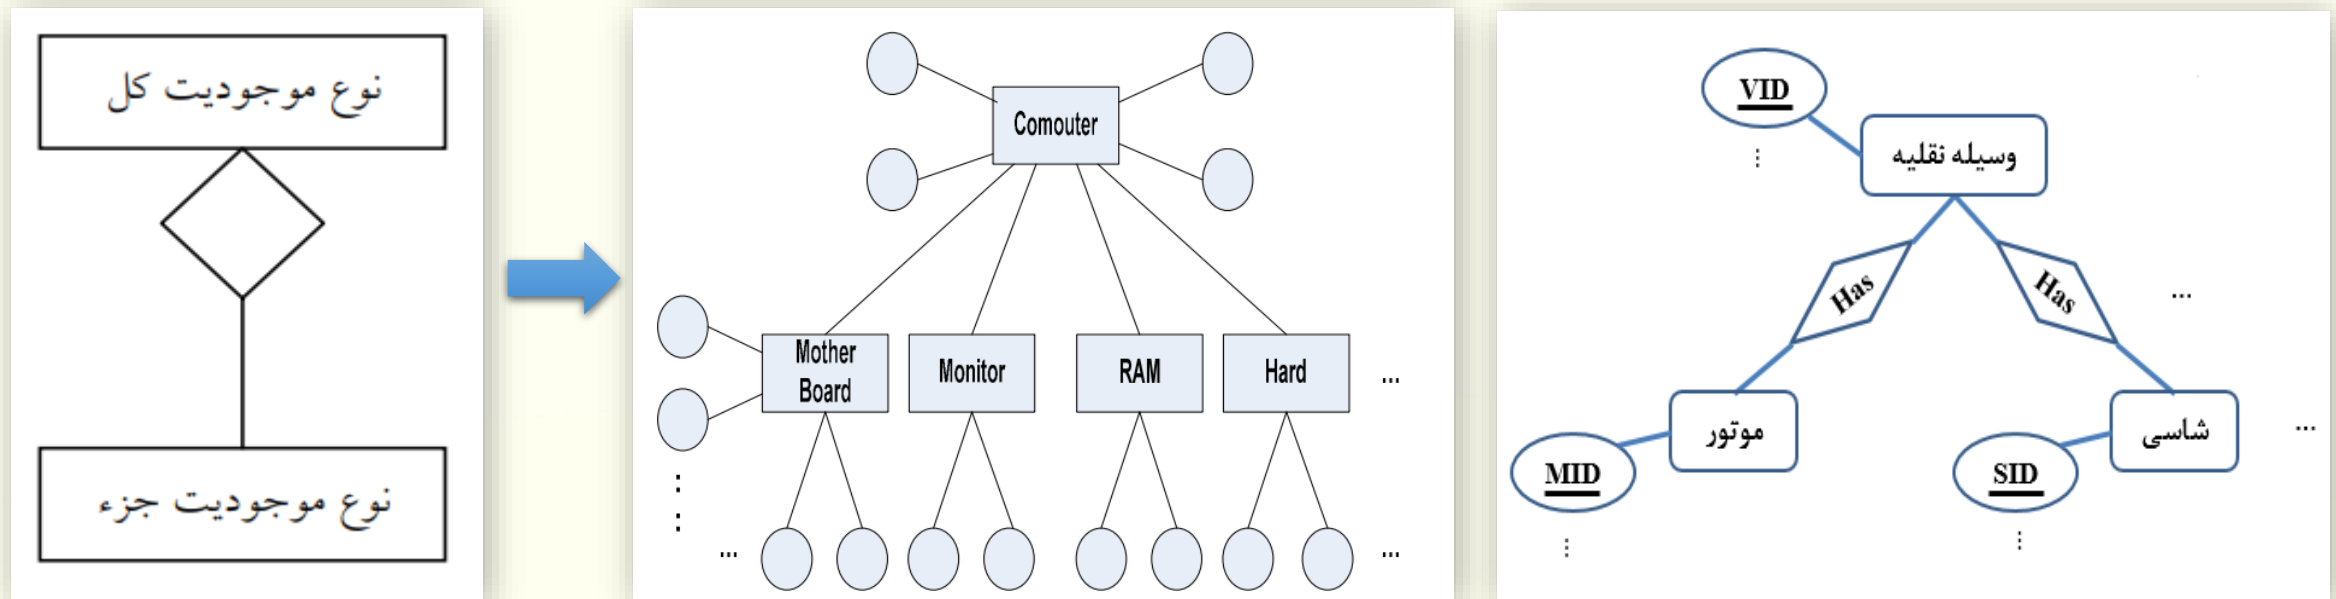 نوع موجودیت کل
نوع موجودیت جزء
Comouter
Mother
Board
Monitor
RAM
Hard
...
...
...
VID
وسیله نقلیه
Has
Has
...
موتور
شاسی
...
MID
SID